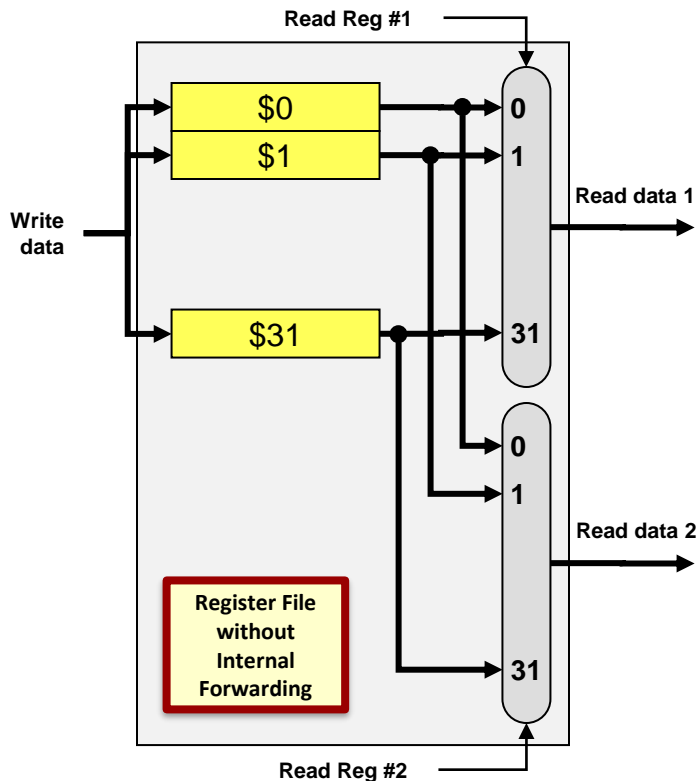 Read Reg #1
$0
0
$1
1
Read data 1
Write
data
$31
31
0
1
Read data 2
Register File
without
Internal
Forwarding
31
Read Reg #2